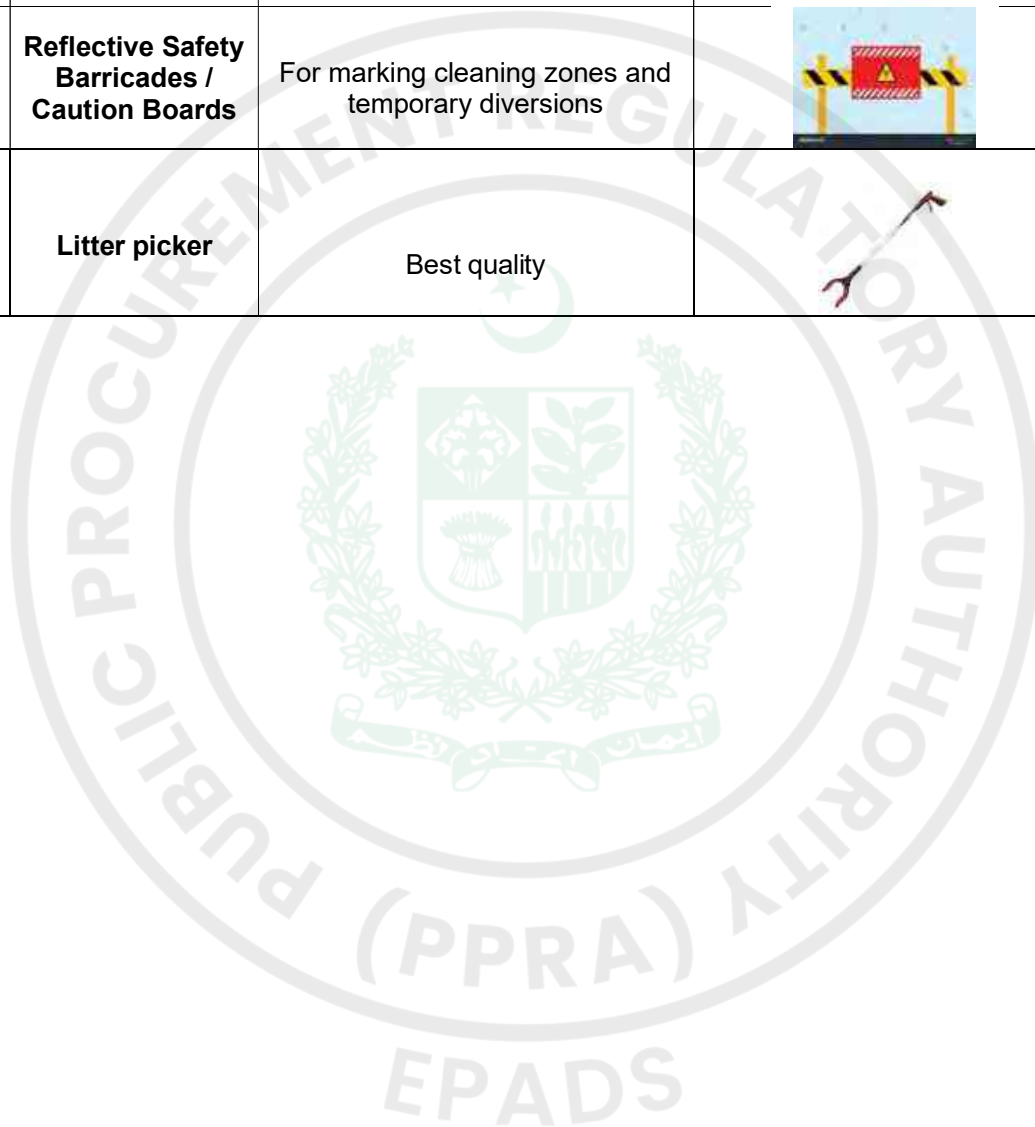 Reflective Safety
Barricades /
Caution Boards
For marking cleaning zones and
temporary diversions
Litter picker
Best quality
PUBLIC PROCUREMENT REGULATORY AUTHORITY
(PPRA)
EPADS